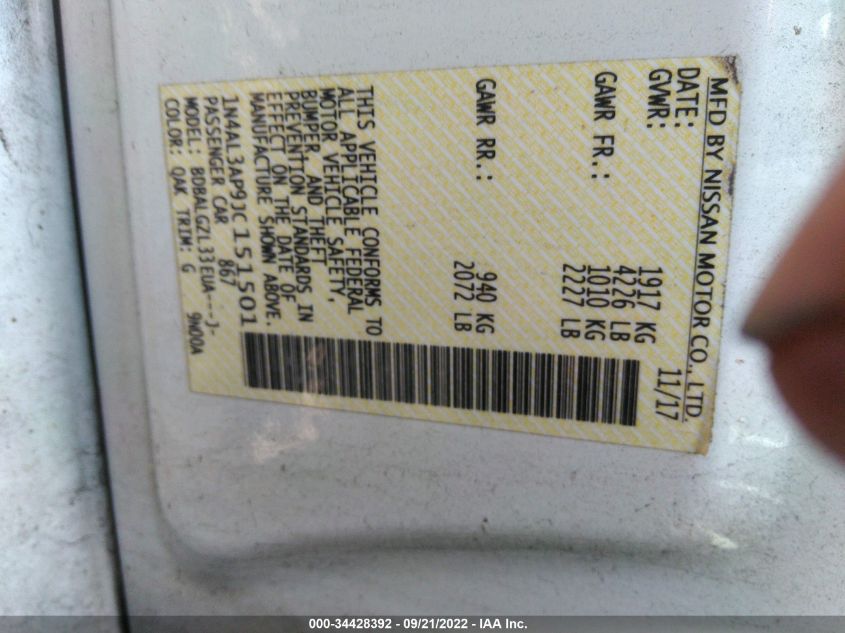 MFD BY NISSAN MOTOR CO., LTD.
DATE: 11/17
GVWR: 1917 KG
4226 LB
GAWR FR.: 1010 KG
2227 LB
GAWR RR.: 940 KG
2072 LB
THIS VEHICLE CONFORMS TO
ALL APPLICABLE FEDERAL
MOTOR VEHICLE SAFETY,
BUMPER, AND THEFT
PREVENTION STANDARDS IN
EFFECT ON THE DATE OF
MANUFACTURE SHOWN ABOVE.
1N4AL3AP9JC151501
PASSENGER CAR 867
MODEL: BDBALGZL33EUA---J-
COLOR: QAK TRIM: G 9W00A
000-34428392 - 09/21/2022 - IAA Inc.